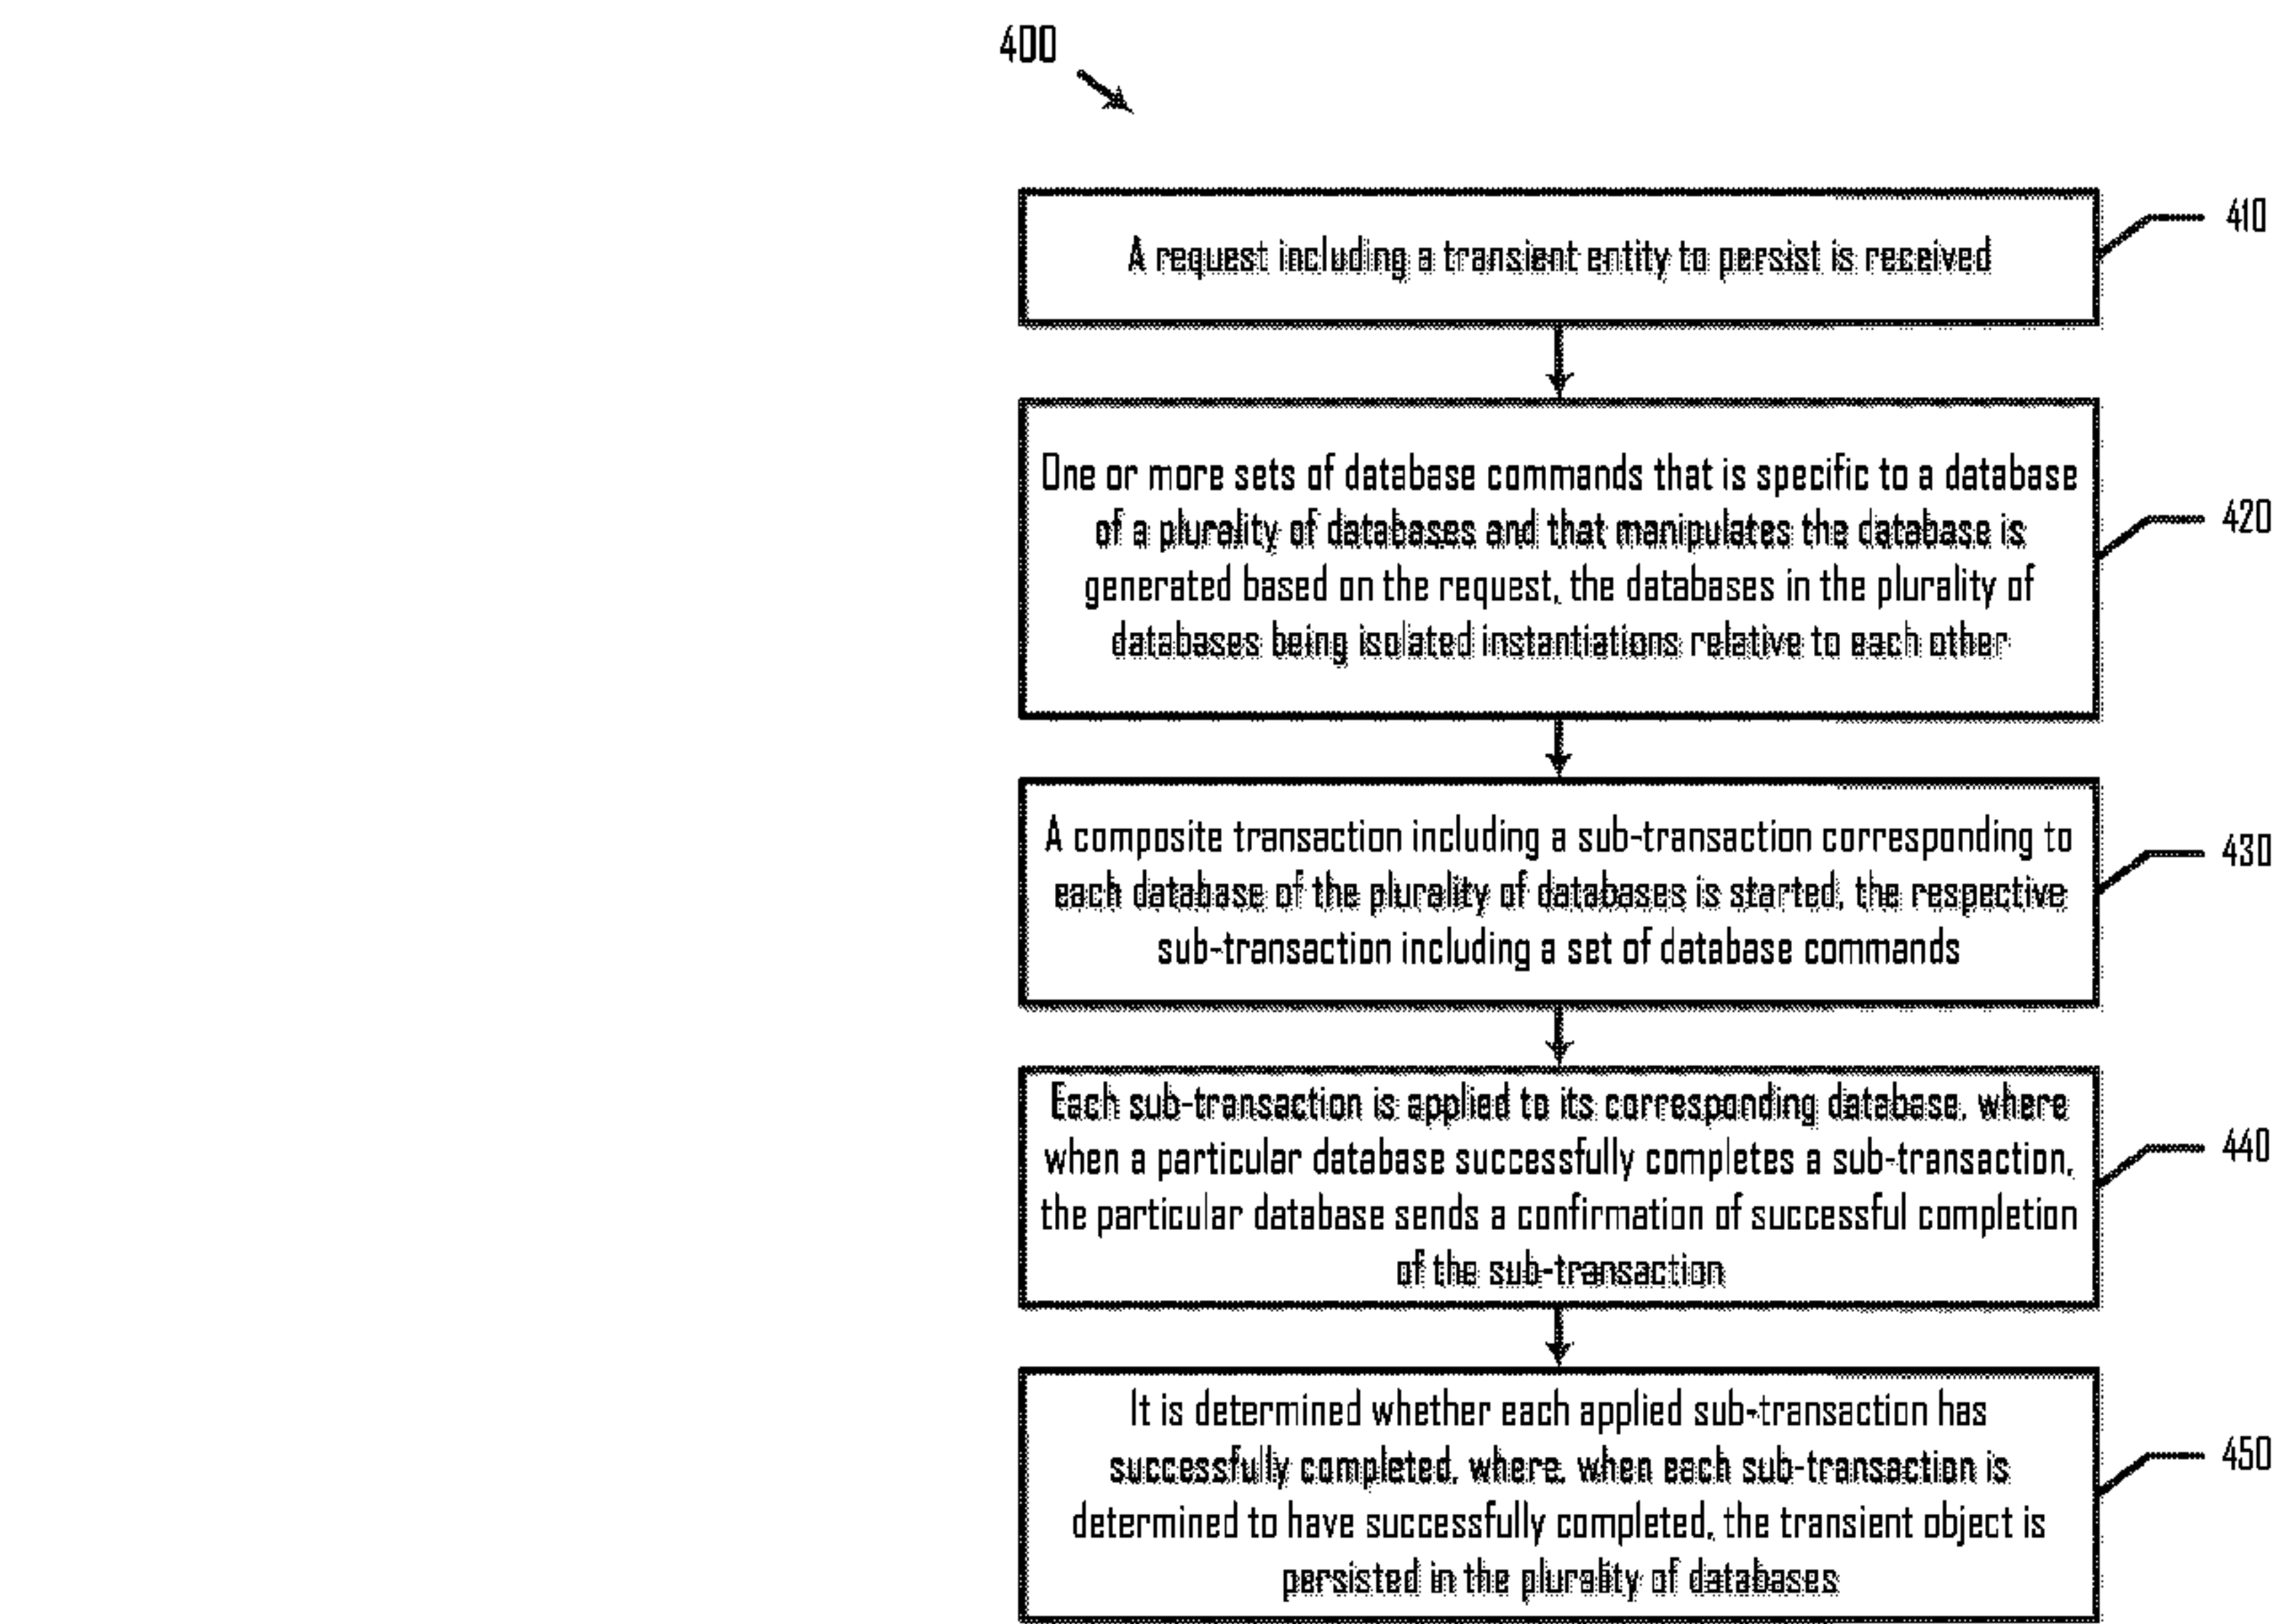 400
A request including a transient entity to persist is received
410
One or more sets of database commands that is specific to a database
of a plurality of databases and that manipulates the database is
generated based on the request, the databases in the plurality of
databases being isolated instantiations relative to each other
420
A composite transaction including a sub-transaction corresponding to
each database of the plurality of databases is started, the respective
sub-transaction including a set of database commands
430
Each sub-transaction is applied to its corresponding database, where
when a particular database successfully completes a sub-transaction,
the particular database sends a confirmation of successful completion
of the sub-transaction
440
It is determined whether each applied sub-transaction has
successfully completed, where, when each sub-transaction is
determined to have successfully completed, the transient object is
persisted in the plurality of databases
450